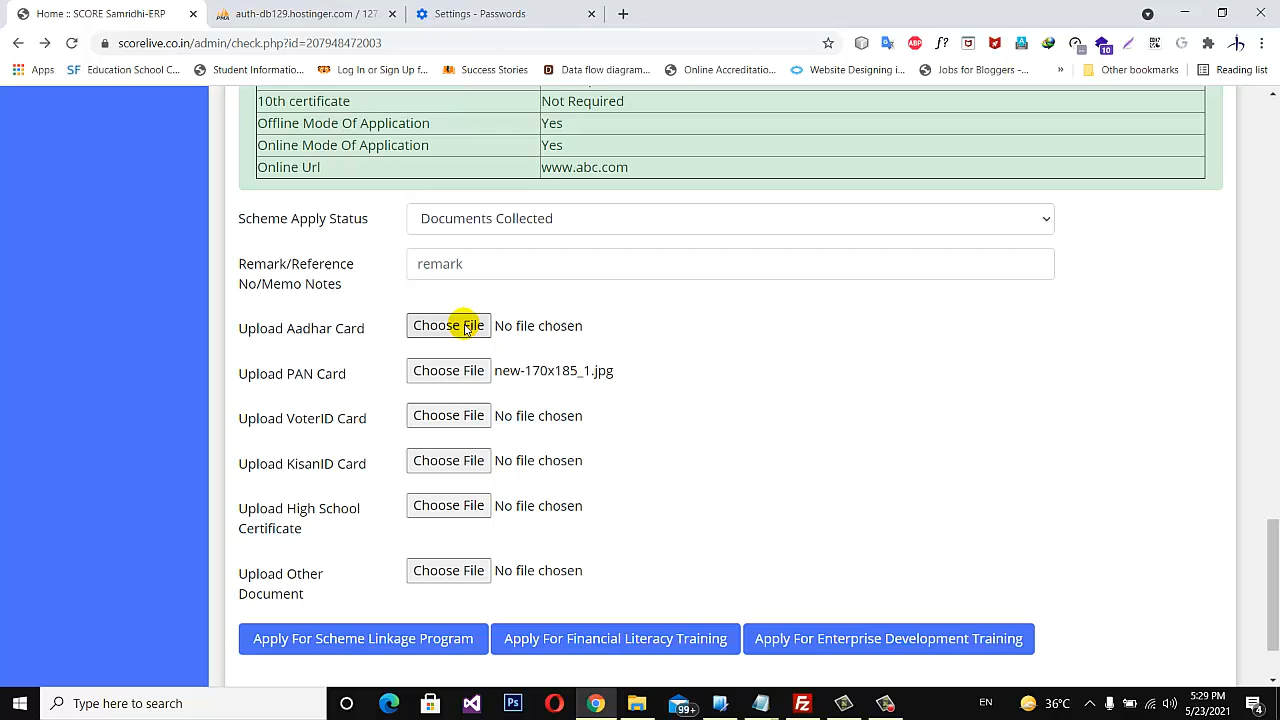 Home :: SCORE Samridhi-ERP
auth-db129.hostinger.com / 127.
Settings - Passwords
scorelive.co.in/admin/check.php?id=207948472003
Apps
Education School C...
Student Informatio...
Log In or Sign Up f...
Success Stories
Data flow diagram...
Online Accreditatio...
Website Designing i...
Jobs for Bloggers -...
Other bookmarks
Reading list
10th certificate Not Required
Offline Mode Of Application Yes
Online Mode Of Application Yes
Online Url www.abc.com
Scheme Apply Status Documents Collected
Remark/Reference No/Memo Notes remark
Upload Aadhar Card Choose File No file chosen
Upload PAN Card Choose File new-170x185_1.jpg
Upload VoterID Card Choose File No file chosen
Upload KisanID Card Choose File No file chosen
Upload High School Certificate Choose File No file chosen
Upload Other Document Choose File No file chosen
Apply For Scheme Linkage Program Apply For Financial Literacy Training Apply For Enterprise Development Training
Type here to search
99+
EN
36°C
5:29 PM
5/23/2021
4